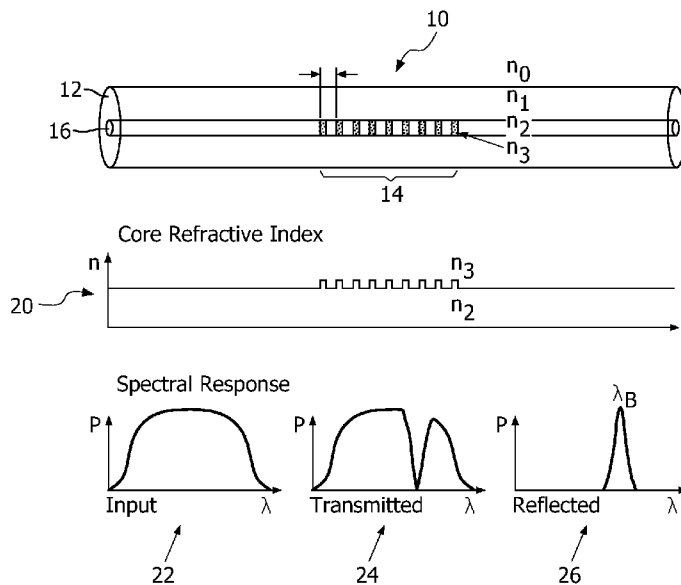 10
12
n0
n1
16
n2
n3
14
Core Refractive Index
n
n3
20
n2
Spectral Response
P
P
λB
P
Input
λ
Transmitted
λ
Reflected
λ
22
24
26